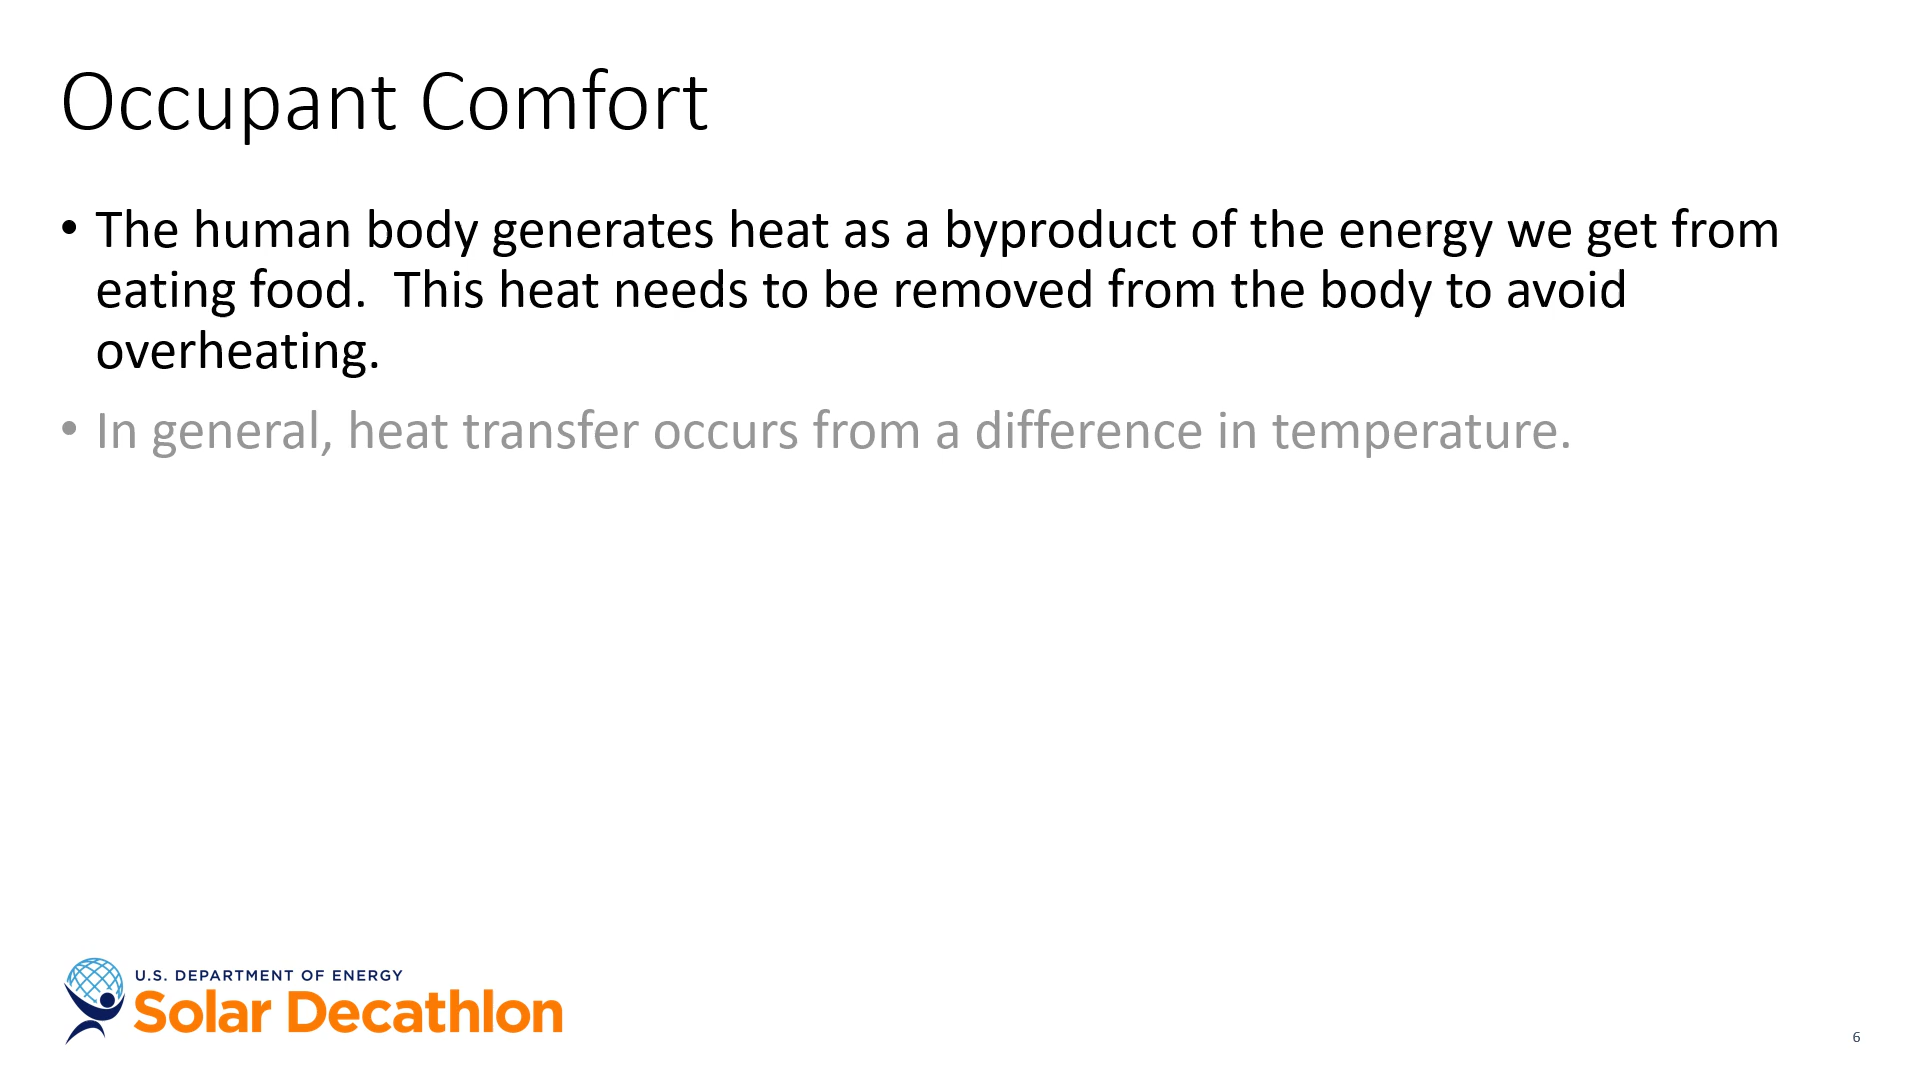 Occupant Comfort
• The human body generates heat as a byproduct of the energy we get from
eating food.  This heat needs to be removed from the body to avoid
overheating.
• In general, heat transfer occurs from a difference in temperature.
U.S. DEPARTMENT OF ENERGY
Solar Decathlon
6